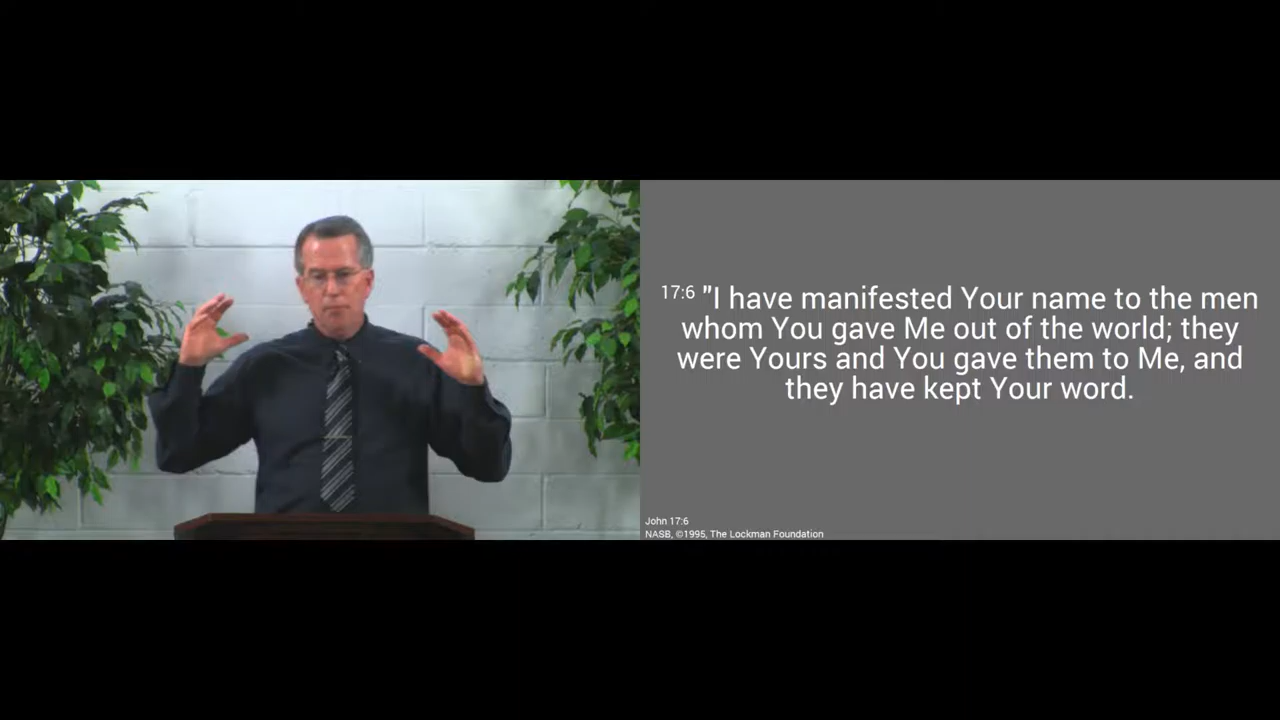 17:6 "I have manifested Your name to the men
whom You gave Me out of the world; they
were Yours and You gave them to Me, and
they have kept Your word.
John 17:6
NASB, ©1995, The Lockman Foundation